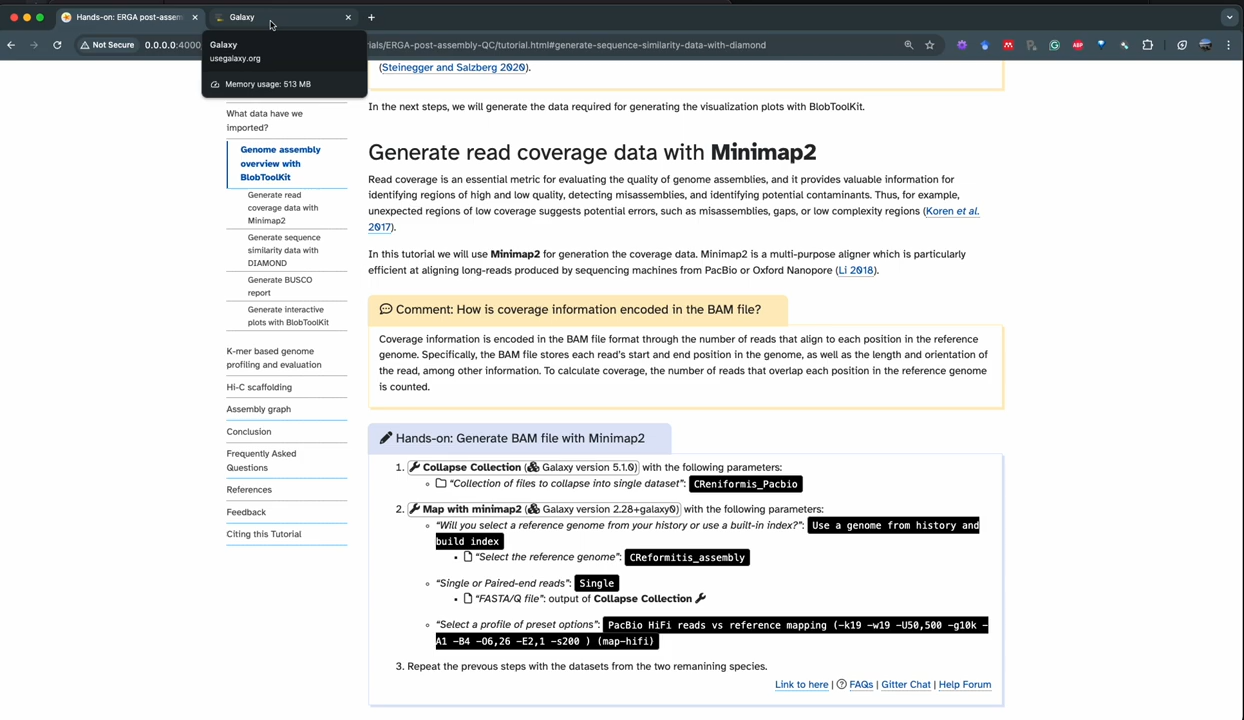 Hands-on: ERGA post-assem
Galaxy
Not Secure
0.0.0.0:4000
ials/ERGA-post-assembly-QC/tutorial.html#generate-sequence-similarity-data-with-diamond
Galaxy
usegalaxy.org
Memory usage: 513 MB
ABP
What data have we
imported?
Genome assembly
overview with
BlobToolKit
Generate read
coverage data with
Minimap2
Generate sequence
similarity data with
DIAMOND
Generate BUSCO
report
Generate interactive
plots with BlobToolKit
K-mer based genome
profiling and evaluation
Hi-C scaffolding
Assembly graph
Conclusion
Frequently Asked
Questions
References
Feedback
Citing this Tutorial
(Steinegger and Salzberg 2020).
In the next steps, we will generate the data required for generating the visualization plots with BlobToolKit.
Generate read coverage data with Minimap2
Read coverage is an essential metric for evaluating the quality of genome assemblies, and it provides valuable information for
identifying regions of high and low quality, detecting misassemblies, and identifying potential contaminants. Thus, for example,
unexpected regions of low coverage suggests potential errors, such as misassemblies, gaps, or low complexity regions (Koren et al.
2017).
In this tutorial we will use Minimap2 for generation the coverage data. Minimap2 is a multi-purpose aligner which is particularly
efficient at aligning long-reads produced by sequencing machines from PacBio or Oxford Nanopore (Li 2018).
Comment: How is coverage information encoded in the BAM file?
Coverage information is encoded in the BAM file format through the number of reads that align to each position in the reference
genome. Specifically, the BAM file stores each read's start and end position in the genome, as well as the length and orientation of
the read, among other information. To calculate coverage, the number of reads that overlap each position in the reference genome
is counted.
Hands-on: Generate BAM file with Minimap2
1. Collapse Collection ( Galaxy version 5.1.0) with the following parameters:
"Collection of files to collapse into single dataset": CReniformis_Pacbio
2. Map with minimap2 ( Galaxy version 2.28+galaxy0) with the following parameters:
"Will you select a reference genome from your history or use a built-in index?": Use a genome from history and
build index
"Select the reference genome": CReformitis_assembly
"Single or Paired-end reads": Single
"FASTA/Q file": output of Collapse Collection
"Select a profile of preset options": PacBio HiFi reads vs reference mapping (-k19 -w19 -U50,500 -g10k -
A1 -B4 -O6,26 -E2,1 -s200 ) (map-hifi)
3. Repeat the prevous steps with the datasets from the two remanining species.
Link to here | FAQs | Gitter Chat | Help Forum